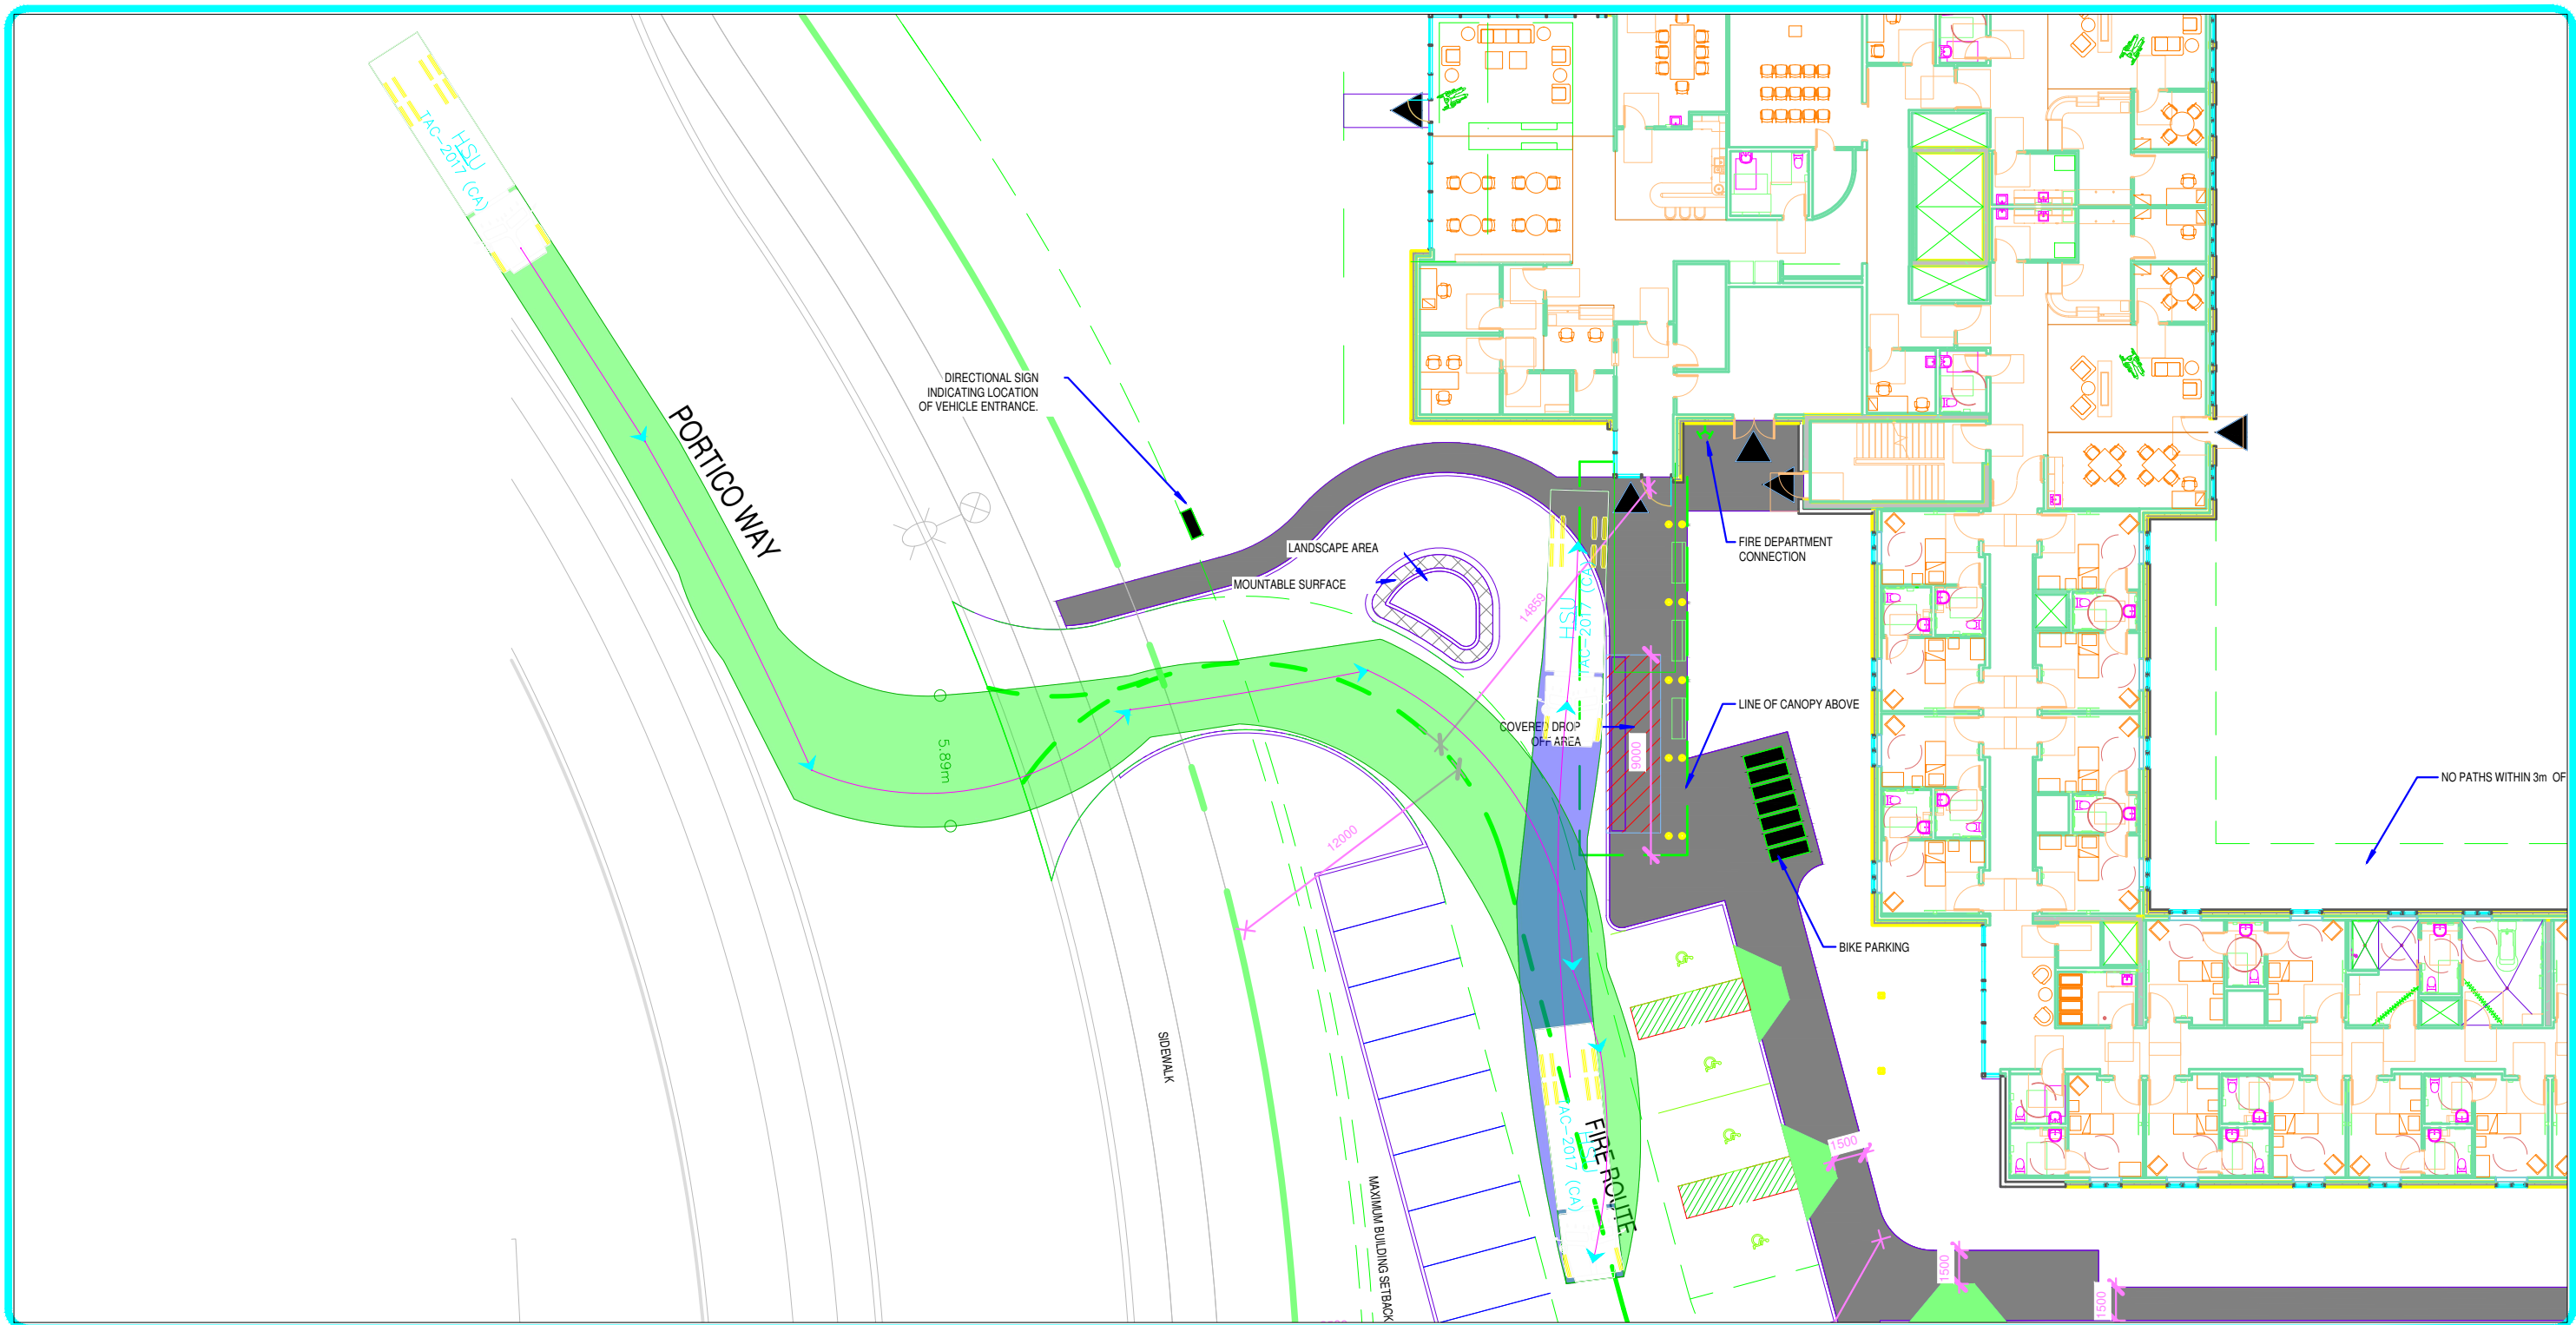 HSU
TAC-2017 (CA)
PORTICO WAY
DIRECTIONAL SIGN
INDICATING LOCATION
OF VEHICLE ENTRANCE.
LANDSCAPE AREA
MOUNTABLE SURFACE
FIRE DEPARTMENT
CONNECTION
14859
HSU
TAC-2017 (CA)
LINE OF CANOPY ABOVE
COVERED DROP
OFF AREA
9000
5.89m
12000
NO PATHS WITHIN 3m OF
BIKE PARKING
SIDEWALK
FIRE ROUTE
TAC-2017 (CA)
MAXIMUM BUILDING SETBACK
1500
1500
1500